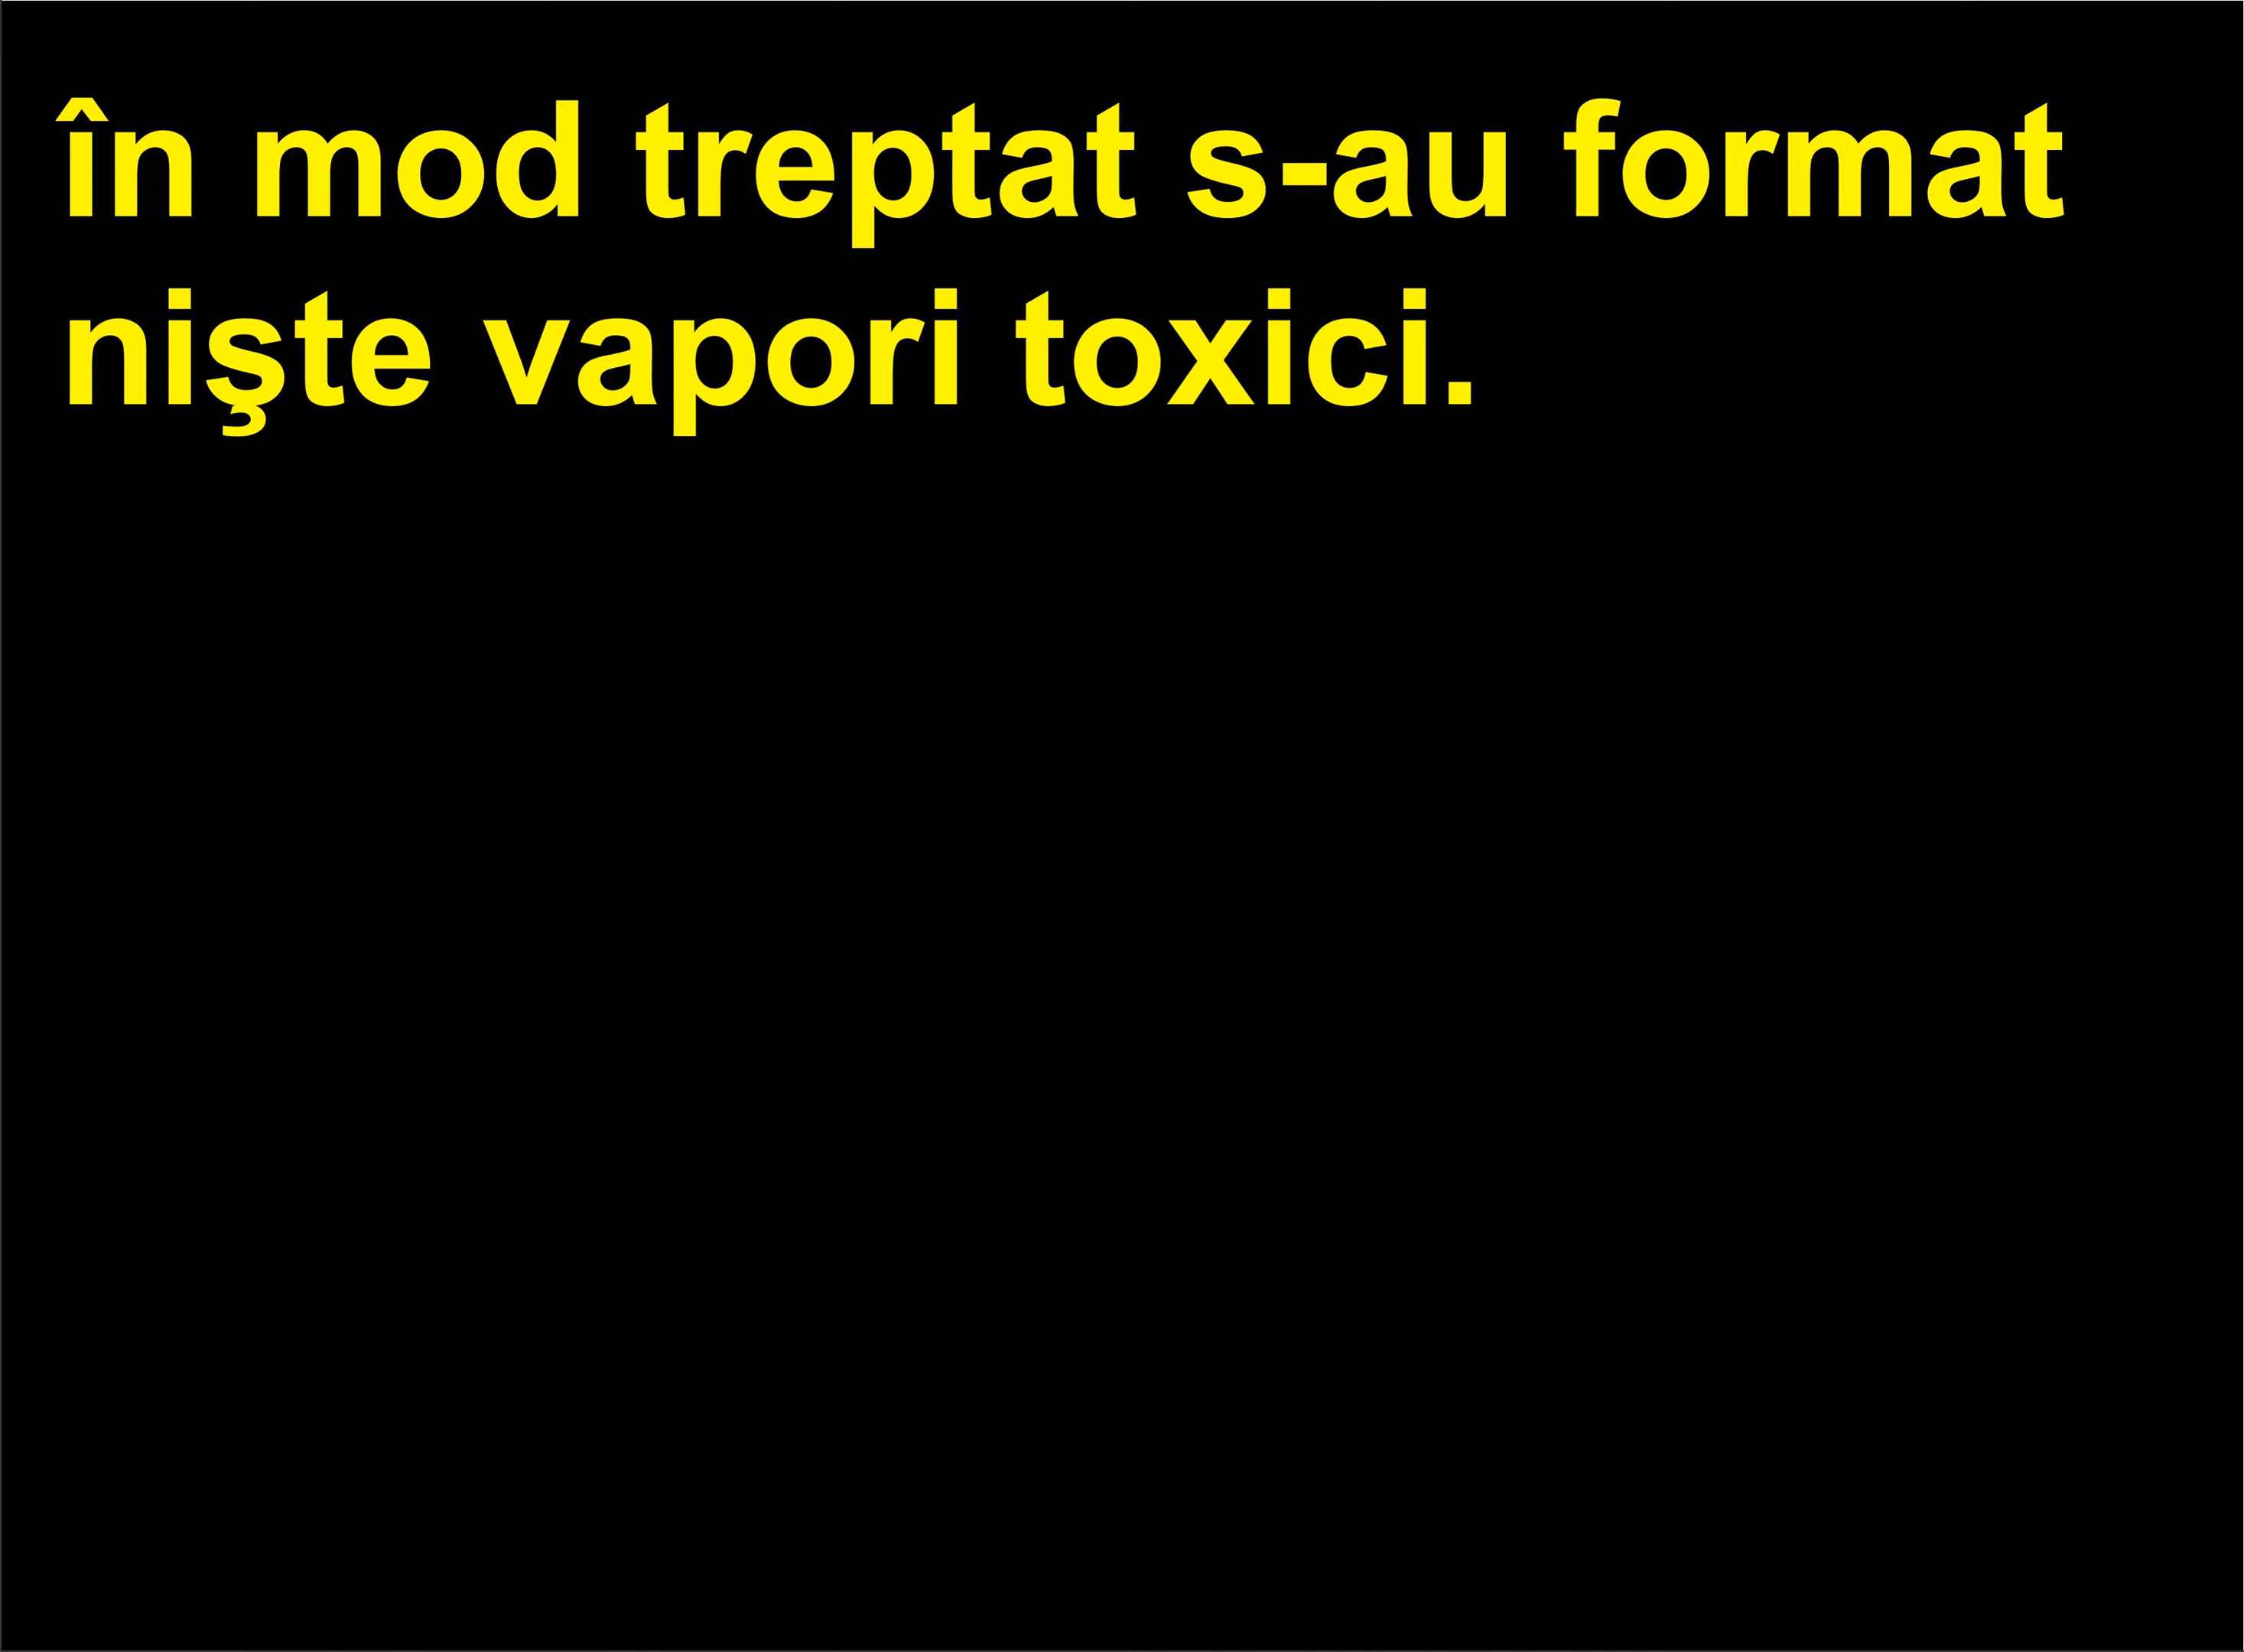 în mod treptat s-au format
nişte vapori toxici.